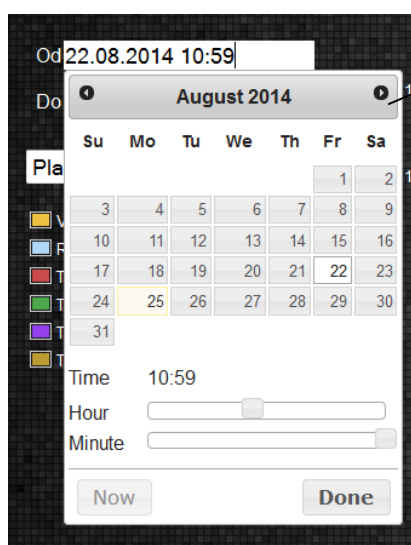 Od 22.08.2014 10:59
Do
August 2014
Su Mo Tu We Th Fr Sa
1 2
3 4 5 6 7 8 9
10 11 12 13 14 15 16
17 18 19 20 21 22 23
24 25 26 27 28 29 30
31
Pla
V
R
T
T
T
T
Time 10:59
Hour
Minute
Now Done